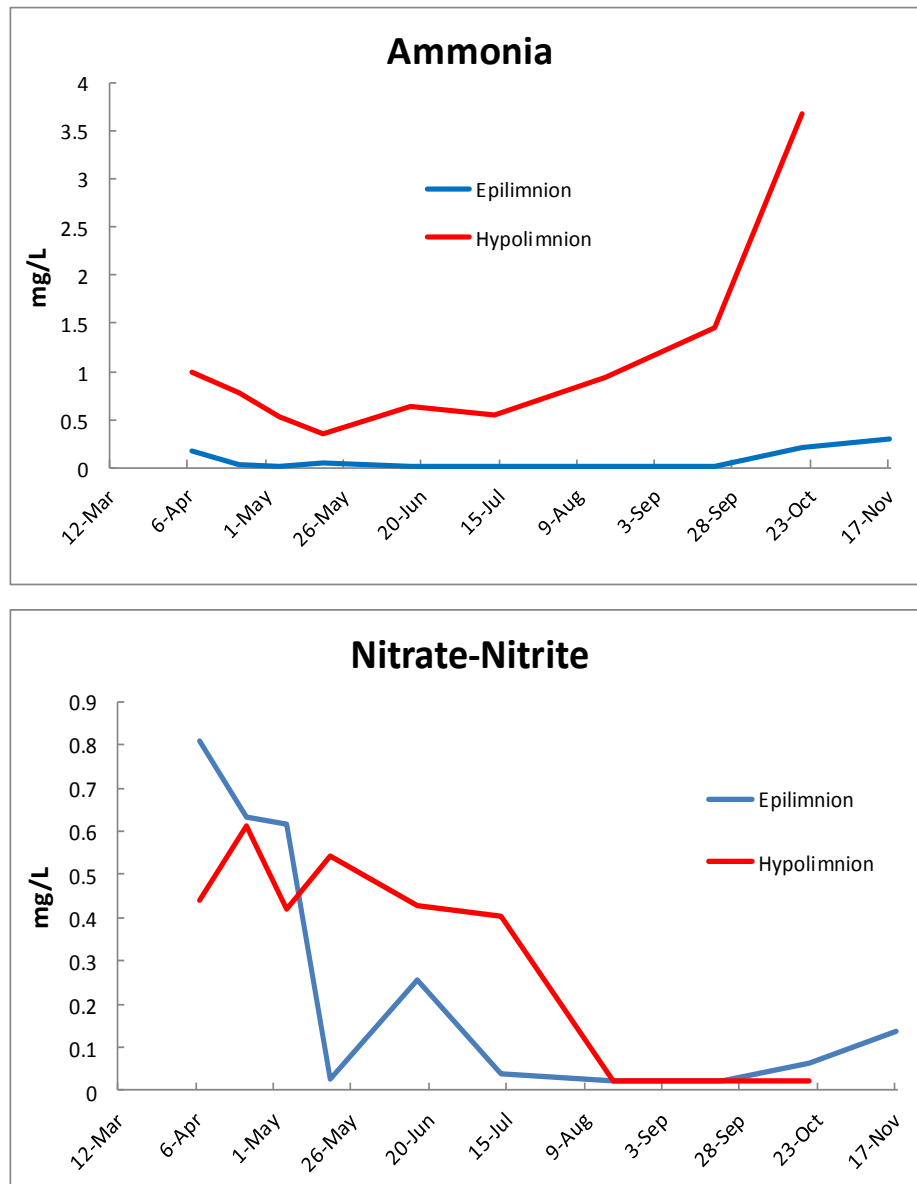 Ammonia
4
3.5
3
2.5
2
1.5
1
0.5
0
mg/L
Epilimnion
Hypolimnion
12-Mar
6-Apr
1-May
26-May
20-Jun
15-Jul
9-Aug
3-Sep
28-Sep
23-Oct
17-Nov
Nitrate-Nitrite
0.9
0.8
0.7
0.6
0.5
0.4
0.3
0.2
0.1
0
mg/L
Epilimnion
Hypolimnion
12-Mar
6-Apr
1-May
26-May
20-Jun
15-Jul
9-Aug
3-Sep
28-Sep
23-Oct
17-Nov